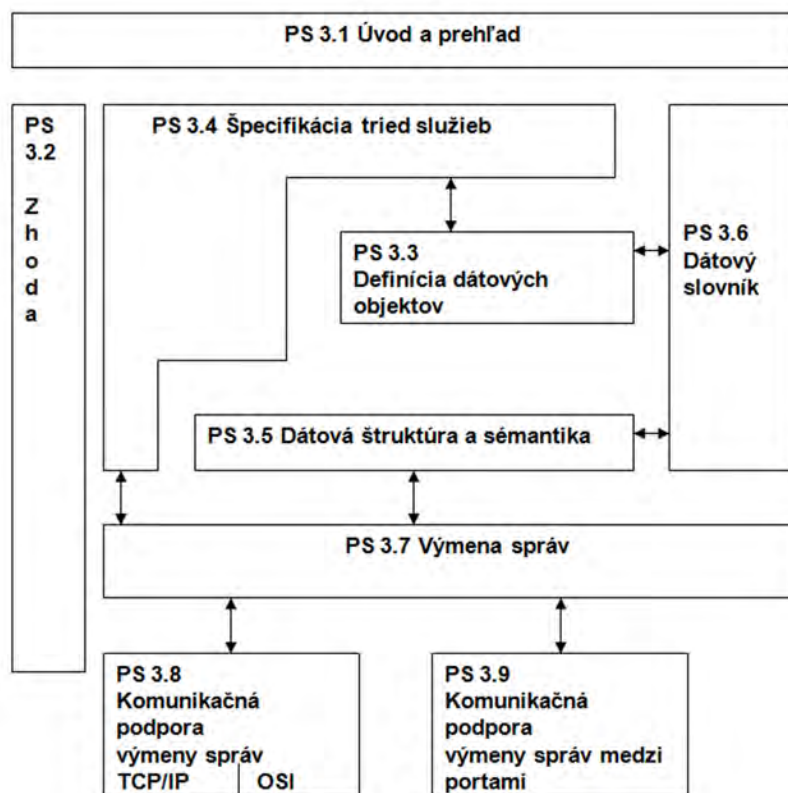 PS 3.1 Úvod a prehľad
PS
3.2
Z
h
o
d
a
PS 3.4 Špecifikácia tried služieb
PS 3.3
Definícia dátových
objektov
PS 3.6
Dátový
slovník
PS 3.5 Dátová štruktúra a sémantika
PS 3.7 Výmena správ
PS 3.8
Komunikačná
podpora
výmeny správ
TCP/IP OSI
PS 3.9
Komunikačná
podpora
výmeny správ medzi
portami